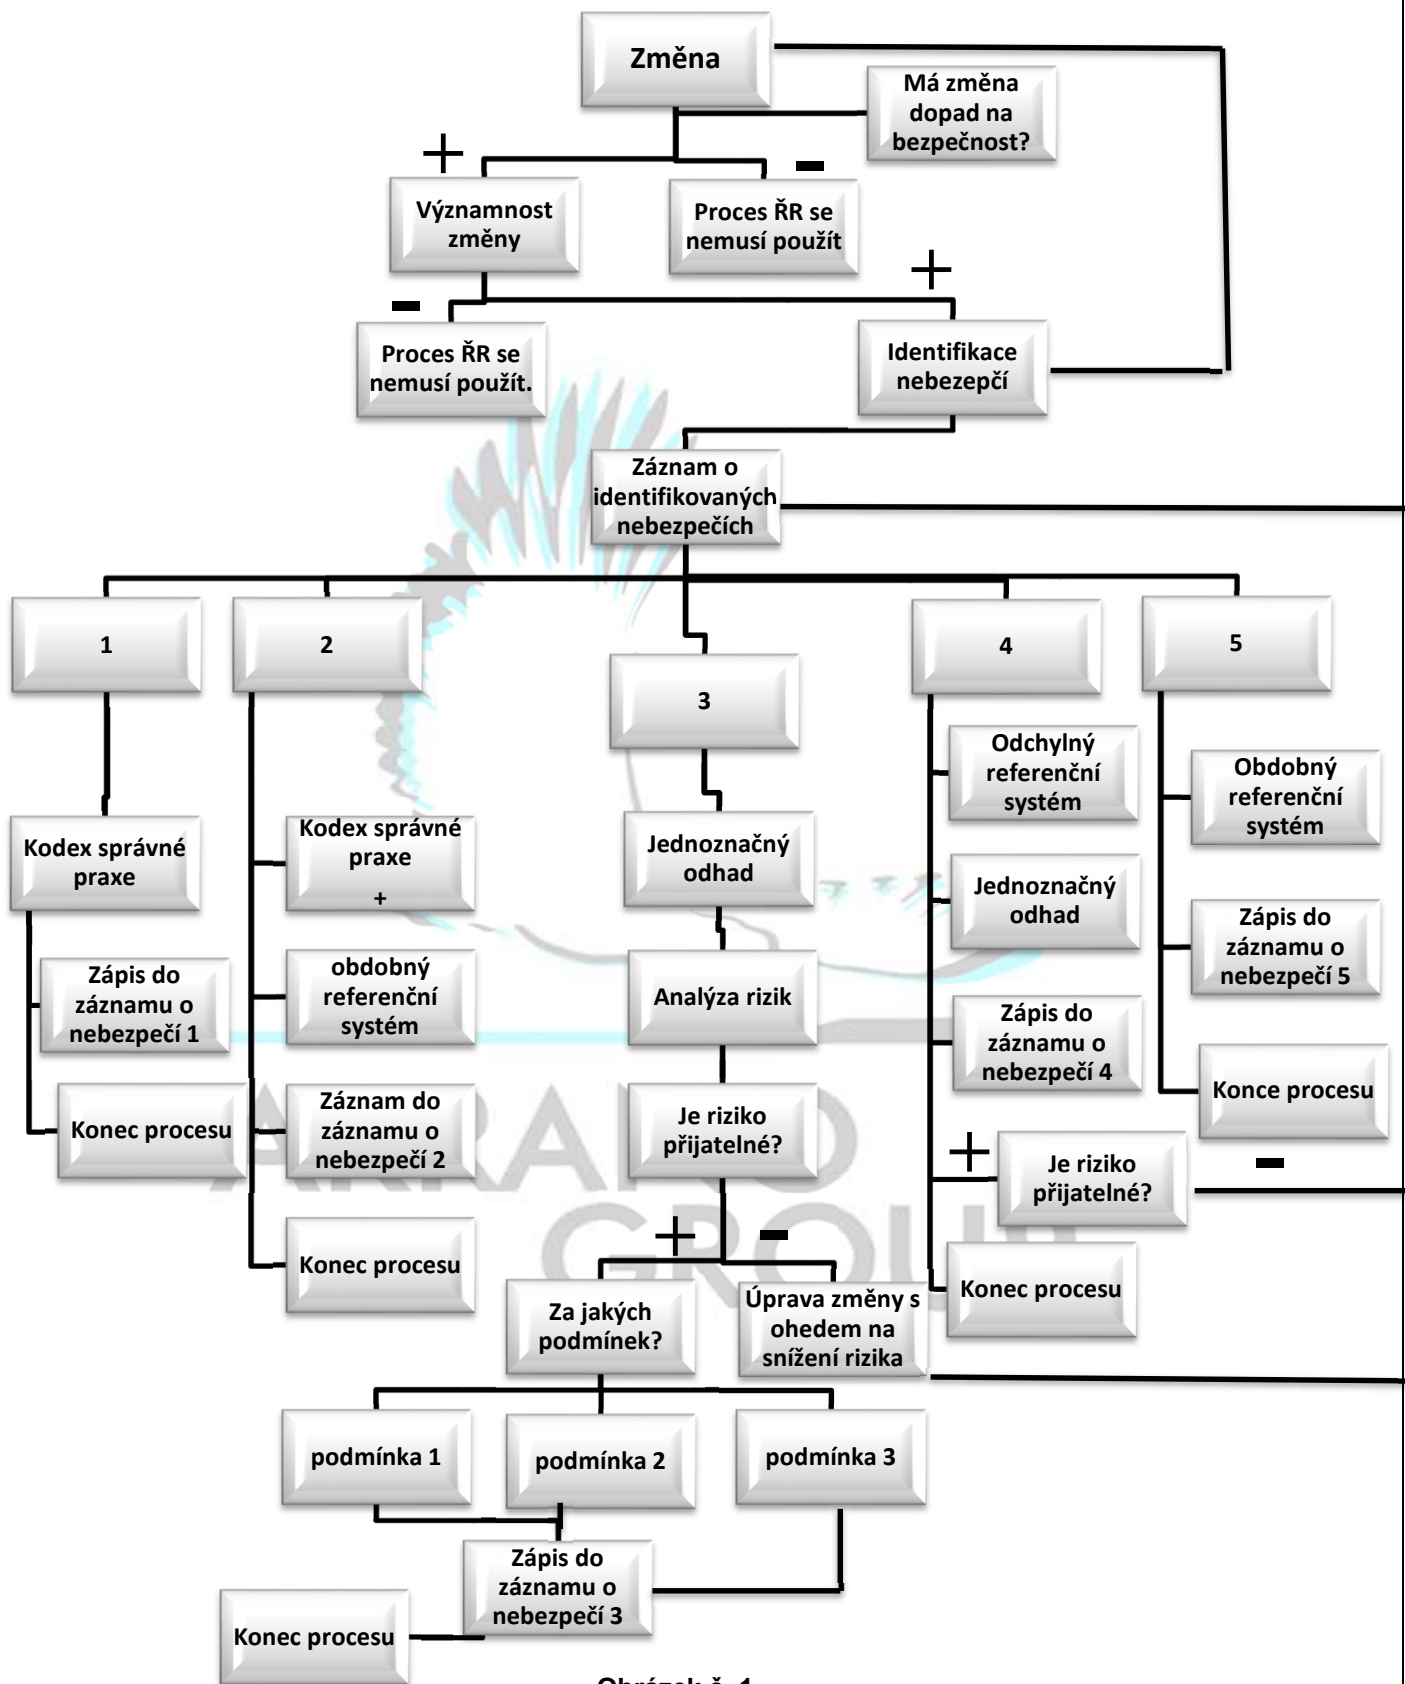 Změna
Má změna
dopad na
bezpečnost?
+
-
Významnost
změny
Proces ŘR se
nemusí použít
-
+
Proces ŘR se
nemusí použít.
Identifikace
nebezepčí
Záznam o
identifikovaných
nebezpečích
1
2
3
4
5
Kodex správné
praxe
Zápis do
záznamu o
nebezpečí 1
Konec procesu
Kodex správné
praxe
+
obdobný
referenční
systém
Záznam do
záznamu o
nebezpečí 2
Konec procesu
Jednoznačný
odhad
Analýza rizik
Je riziko
přijatelné?
+
-
Za jakých
podmínek?
Úprava změny s
ohedem na
snížení rizika
podmínka 1
podmínka 2
podmínka 3
Zápis do
záznamu o
nebezpečí 3
Konec procesu
Odchylný
referenční
systém
Jednoznačný
odhad
Zápis do
záznamu o
nebezpečí 4
+
Je riziko
přijatelné?
-
Konec procesu
Obdobný
referenční
systém
Zápis do
záznamu o
nebezpečí 5
Konce procesu
ARRANO
GROUP
Obrázek č. 1